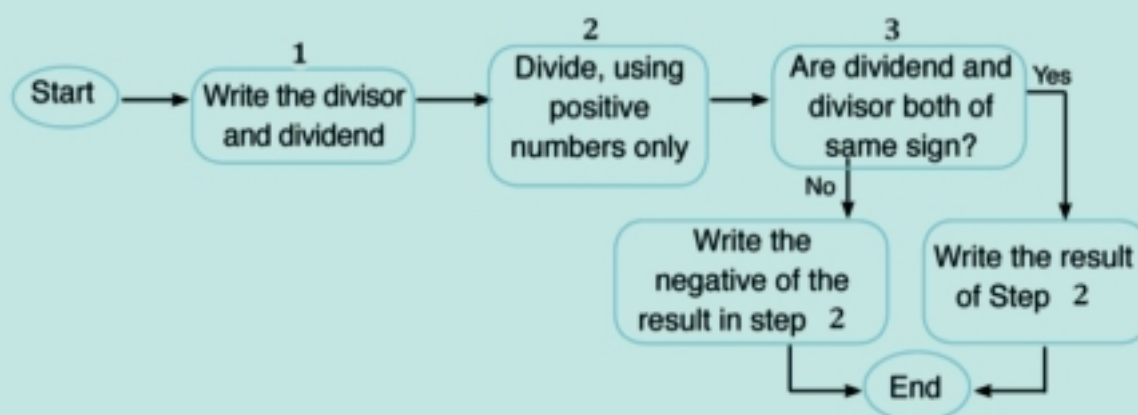 Start
1
Write the divisor
and dividend
2
Divide, using
positive
numbers only
3
Are dividend and
divisor both of
same sign?
Yes
No
Write the
negative of the
result in step 2
Write the result
of Step 2
End